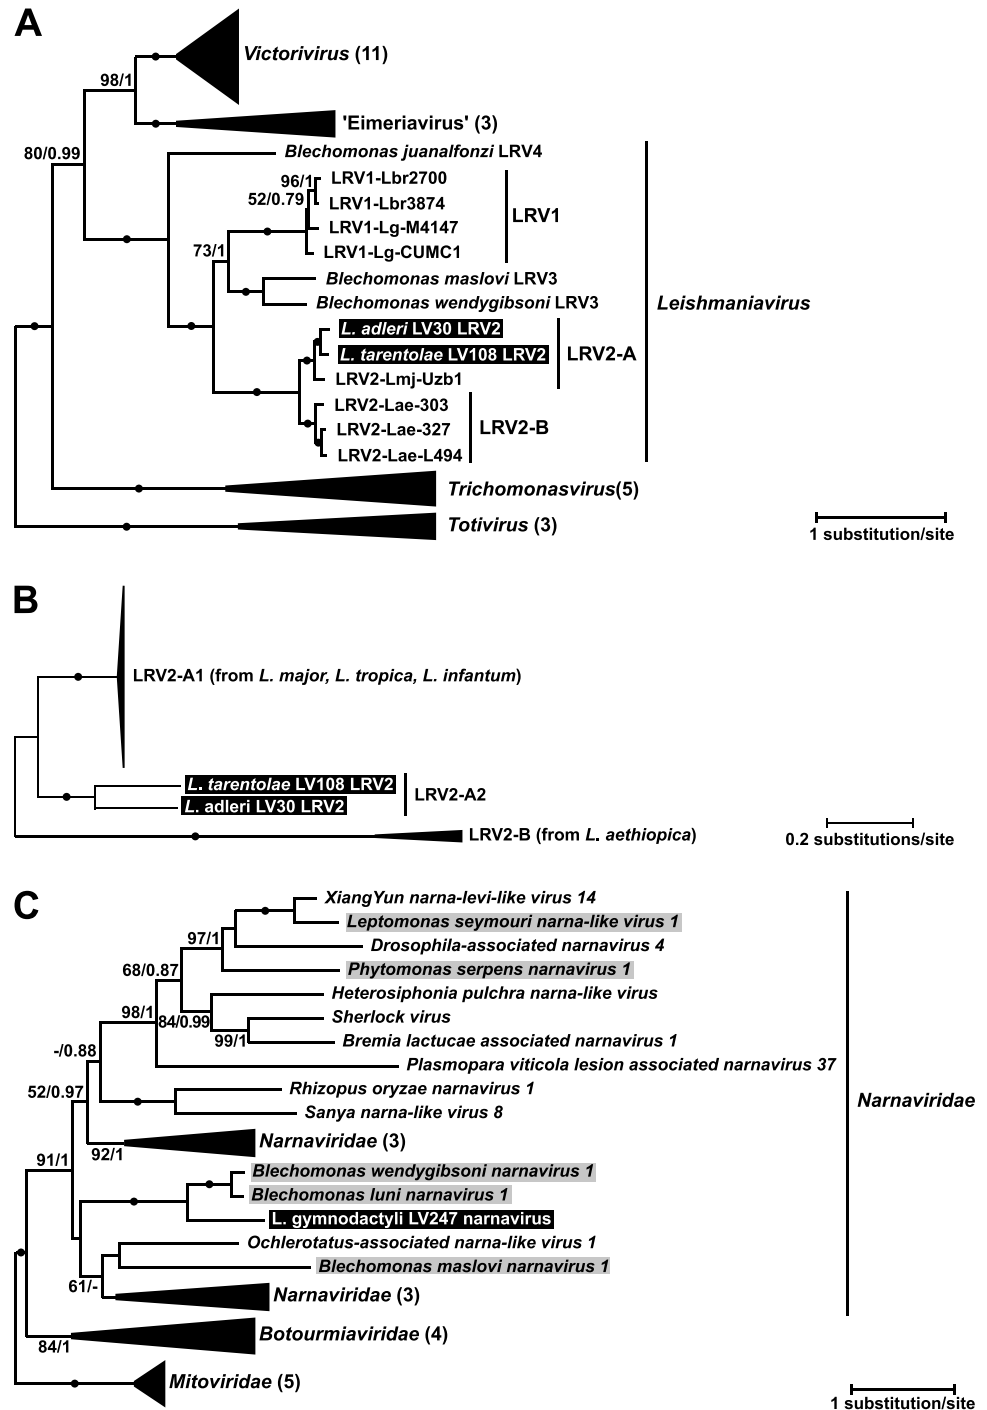 A
Victorivirus (11)
98/1
'Eimeriavirus' (3)
80/0.99
Blechomonas juanalfonzi LRV4
96/1
LRV1-Lbr2700
52/0.79
LRV1-Lbr3874
LRV1
LRV1-Lg-M4147
73/1
LRV1-Lg-CUMC1
Blechomonas maslovi LRV3
Blechomonas wendygibsoni LRV3
Leishmaniavirus
L. adleri LV30 LRV2
L. tarentolae LV108 LRV2
LRV2-A
LRV2-Lmj-Uzb1
LRV2-Lae-303
LRV2-Lae-327
LRV2-B
LRV2-Lae-L494
Trichomonasvirus(5)
Totivirus (3)
1 substitution/site
B
LRV2-A1 (from L. major, L. tropica, L. infantum)
L. tarentolae LV108 LRV2
LRV2-A2
L. adleri LV30 LRV2
LRV2-B (from L. aethiopica)
0.2 substitutions/site
C
XiangYun narna-levi-like virus 14
Leptomonas seymouri narna-like virus 1
97/1
Drosophila-associated narnavirus 4
68/0.87
Phytomonas serpens narnavirus 1
Heterosiphonia pulchra narna-like virus
98/1
84/0.99
Sherlock virus
99/1
Bremia lactucae associated narnavirus 1
-/0.88
Plasmopara viticola lesion associated narnavirus 37
52/0.97
Rhizopus oryzae narnavirus 1
Narnaviridae
Sanya narna-like virus 8
Narnaviridae (3)
92/1
91/1
Blechomonas wendygibsoni narnavirus 1
Blechomonas luni narnavirus 1
L. gymnodactyli LV247 narnavirus
Ochlerotatus-associated narna-like virus 1
Blechomonas maslovi narnavirus 1
61/-
Narnaviridae (3)
Botourmiaviridae (4)
84/1
Mitoviridae (5)
1 substitution/site